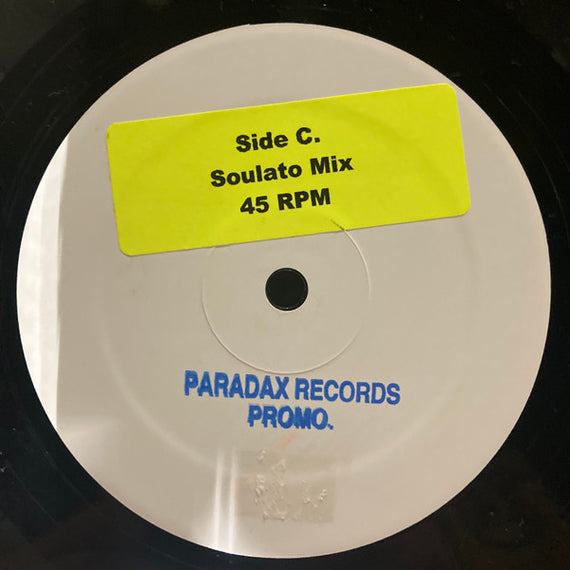 Side C.
Soulato Mix
45 RPM
PARADAX RECORDS
PROMO.